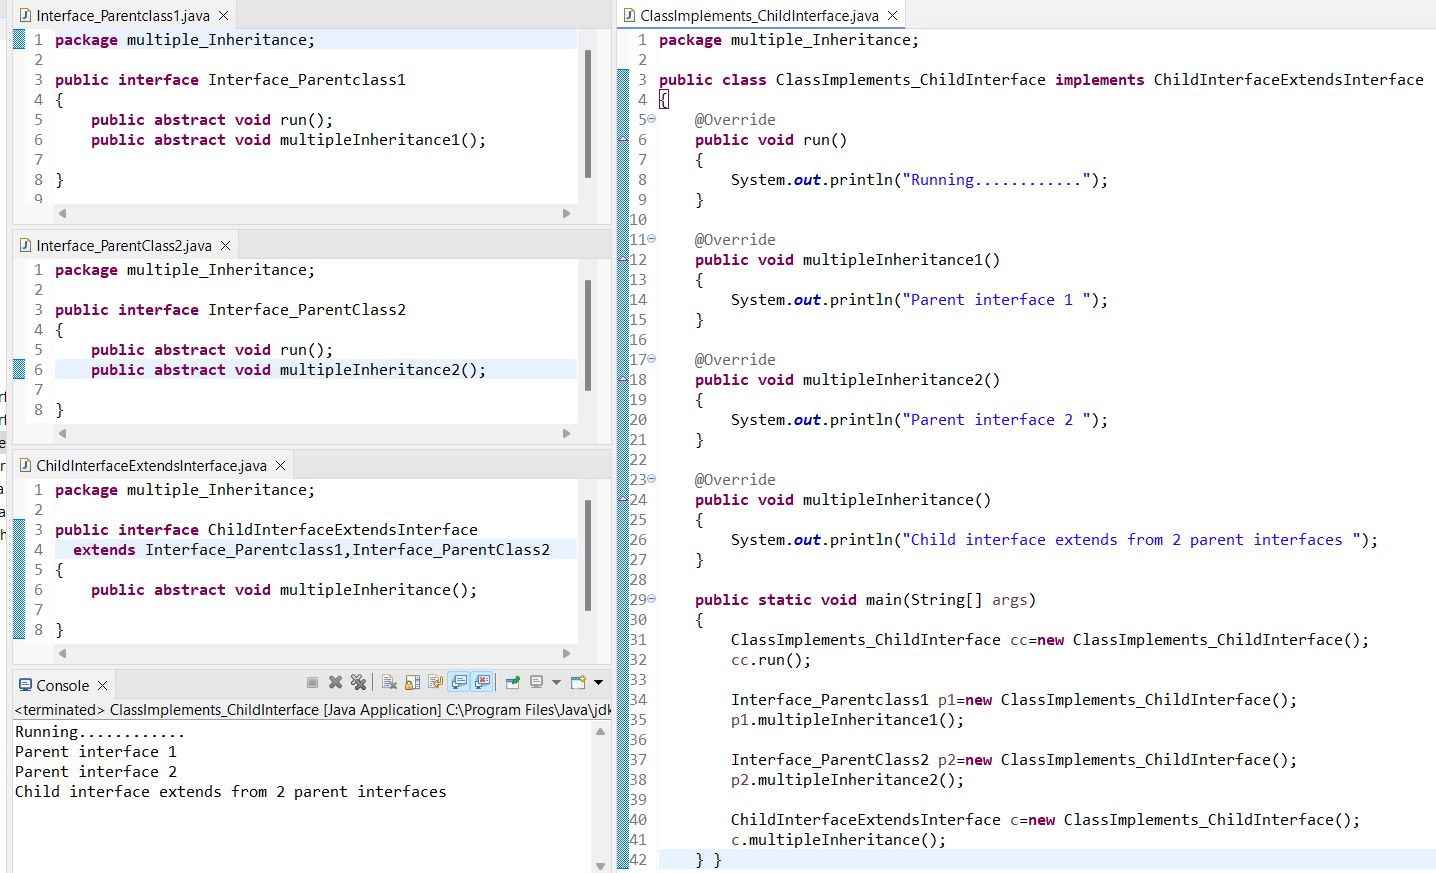 Interface_Parentclass1.java
1 package multiple_Inheritance;
2
3 public interface Interface_Parentclass1
4 {
5 public abstract void run();
6 public abstract void multipleInheritance1();
7
8 }
9
Interface_ParentClass2.java
1 package multiple_Inheritance;
2
3 public interface Interface_ParentClass2
4 {
5 public abstract void run();
6 public abstract void multipleInheritance2();
7
8 }
ChildInterfaceExtendsInterface.java
1 package multiple_Inheritance;
2
3 public interface ChildInterfaceExtendsInterface
4 extends Interface_Parentclass1,Interface_ParentClass2
5 {
6 public abstract void multipleInheritance();
7
8 }
Console
<terminated> ClassImplements_ChildInterface [Java Application] C:\Program Files\Java\jdk
Running............
Parent interface 1
Parent interface 2
Child interface extends from 2 parent interfaces
ClassImplements_ChildInterface.java
1 package multiple_Inheritance;
2
3 public class ClassImplements_ChildInterface implements ChildInterfaceExtendsInterface
4 {
5 @Override
6 public void run()
7 {
8 System.out.println("Running............");
9 }
10
11 @Override
12 public void multipleInheritance1()
13 {
14 System.out.println("Parent interface 1 ");
15 }
16
17 @Override
18 public void multipleInheritance2()
19 {
20 System.out.println("Parent interface 2 ");
21 }
22
23 @Override
24 public void multipleInheritance()
25 {
26 System.out.println("Child interface extends from 2 parent interfaces ");
27 }
28
29 public static void main(String[] args)
30 {
31 ClassImplements_ChildInterface cc=new ClassImplements_ChildInterface();
32 cc.run();
33
34 Interface_Parentclass1 p1=new ClassImplements_ChildInterface();
35 p1.multipleInheritance1();
36
37 Interface_ParentClass2 p2=new ClassImplements_ChildInterface();
38 p2.multipleInheritance2();
39
40 ChildInterfaceExtendsInterface c=new ClassImplements_ChildInterface();
41 c.multipleInheritance();
42 } }